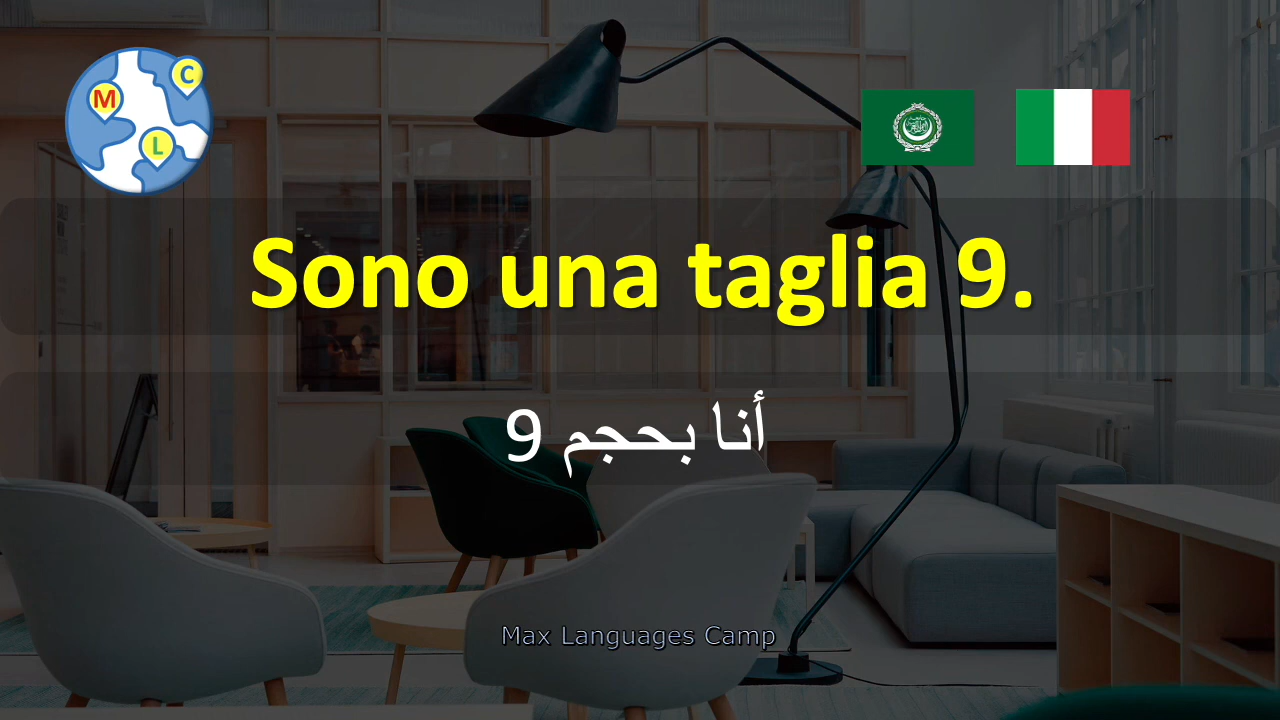 M
C
L
Sono una taglia 9.
أنا بحجم 9
Max Languages Camp